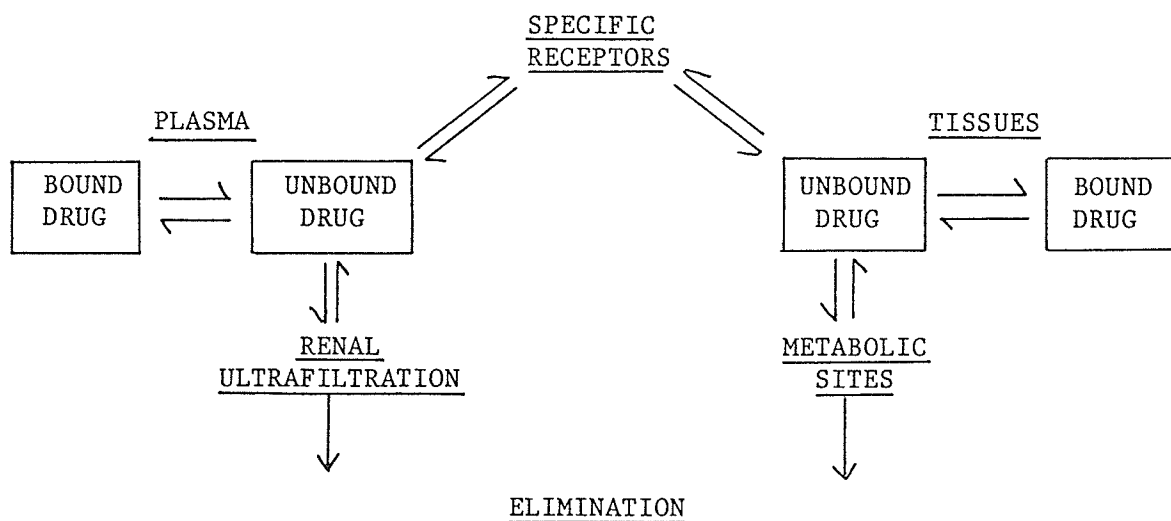 SPECIFIC
RECEPTORS
PLASMA
TISSUES
BOUND
DRUG
UNBOUND
DRUG
UNBOUND
DRUG
BOUND
DRUG
RENAL
ULTRAFILTRATION
METABOLIC
SITES
ELIMINATION